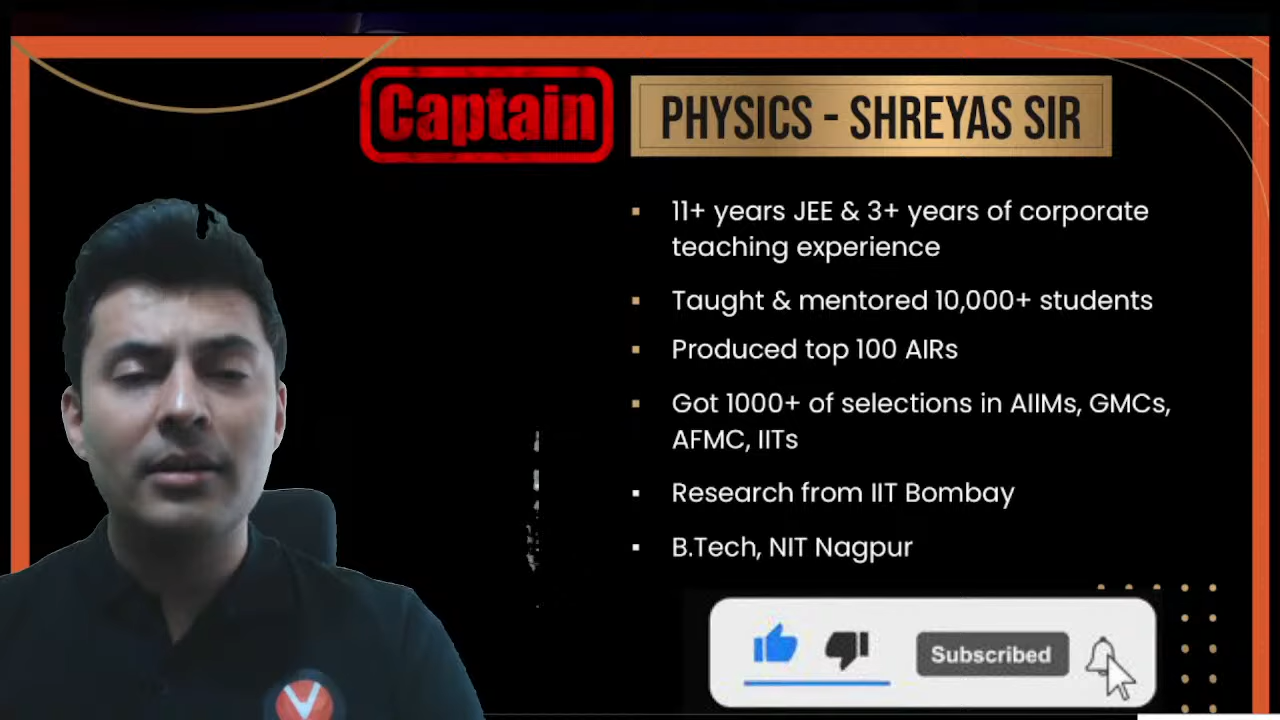 Captain
PHYSICS - SHREYAS SIR
11+ years JEE & 3+ years of corporate
teaching experience
Taught & mentored 10,000+ students
Produced top 100 AIRs
Got 1000+ of selections in AIIMs, GMCs,
AFMC, IITs
Research from IIT Bombay
B.Tech, NIT Nagpur
Subscribed